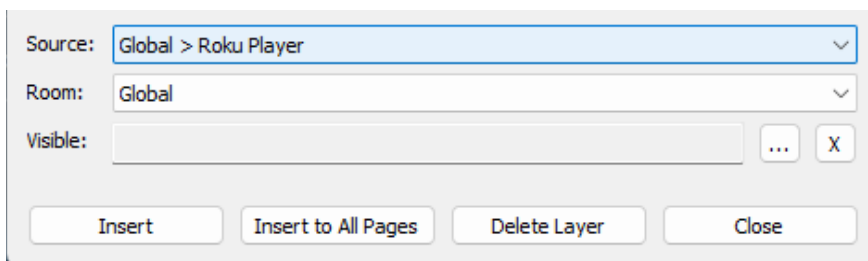 Source: Global > Roku Player
Room: Global
Visible: ... X
Insert Insert to All Pages Delete Layer Close